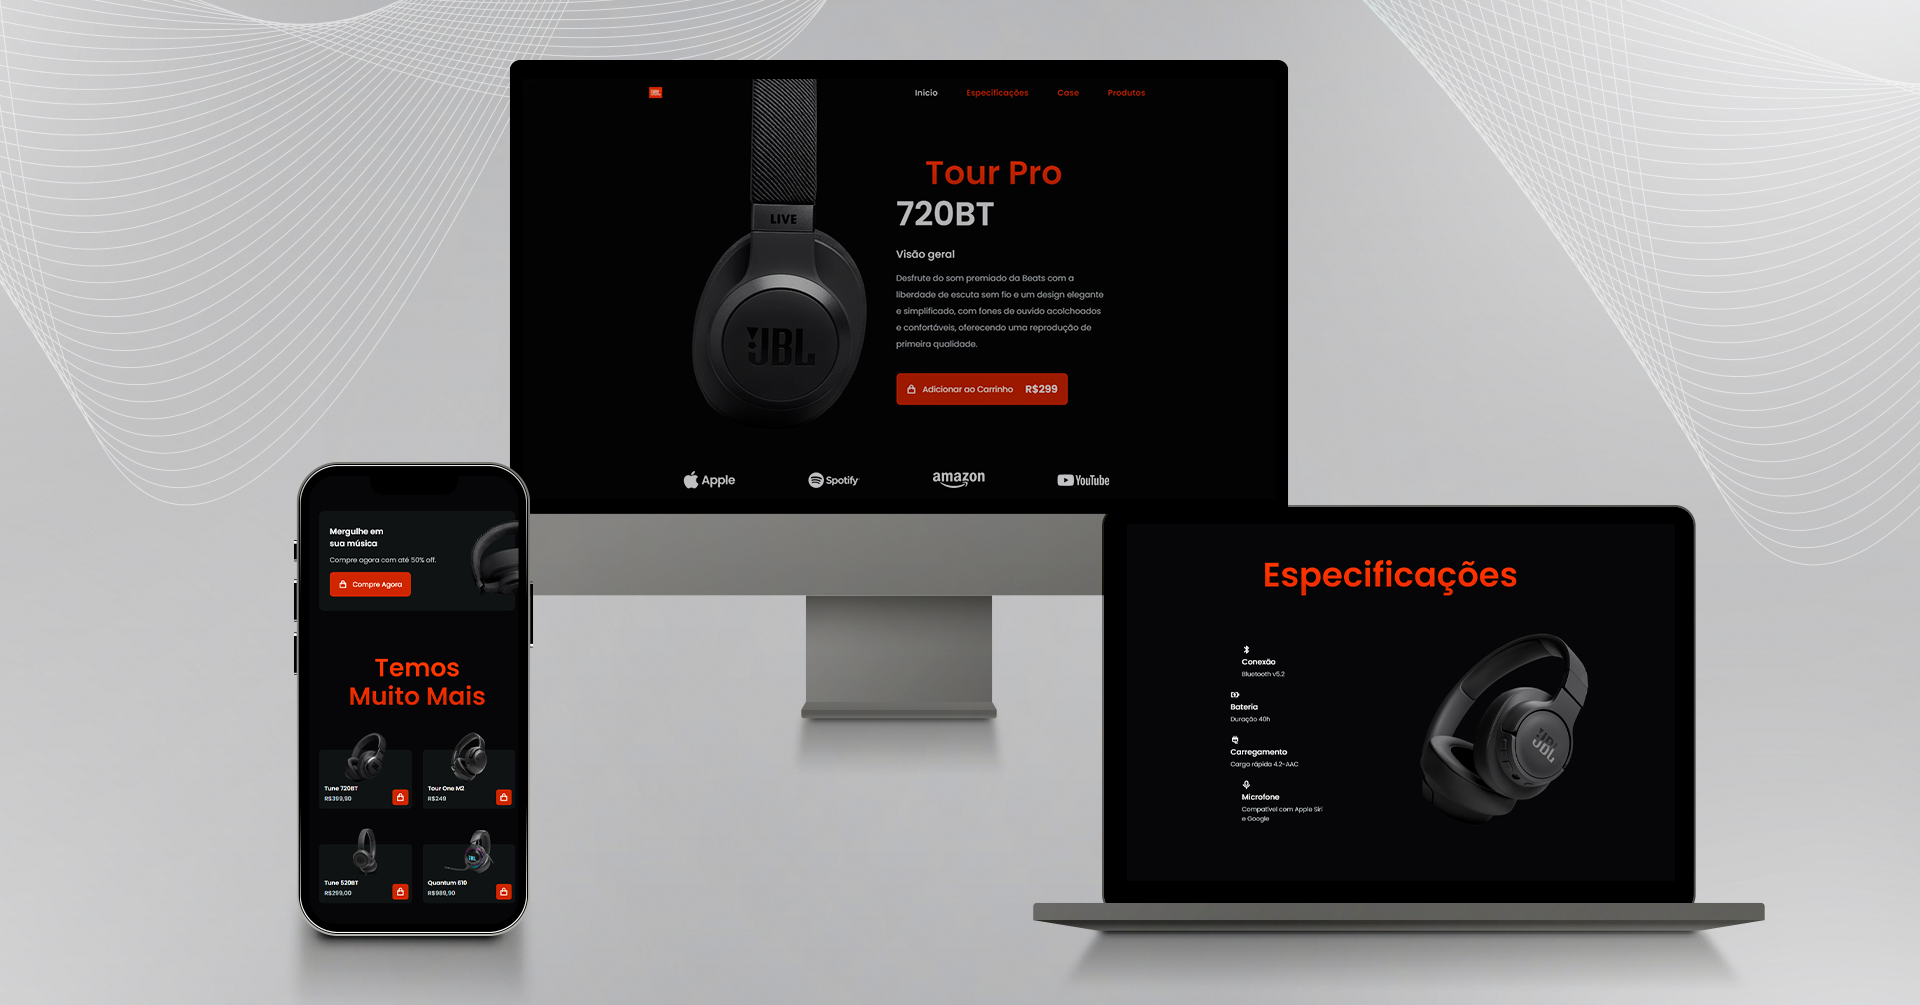 JBL
Início
Especificações
Case
Produtos
Tour Pro
720BT
LIVE
JBL
Visão geral
Desfrute do som premiado da Beats com a
liberdade de escuta sem fio e um design elegante
e simplificado, com fones de ouvido acolchoados
e confortáveis, oferecendo uma reprodução de
primeira qualidade.
Adicionar ao Carrinho R$299
Apple
Spotify
amazon
YouTube
Mergulhe em
sua música
Compre agora com até 50% off.
Compre Agora
Temos
Muito Mais
Tune 720BT
R$399,90
Tour One M2
R$249
Tune 520BT
R$299,00
JBL
Quantum 610
R$989,90
Especificações
Conexão
Bluetooth v5.2
Bateria
Duração 40h
Carregamento
Carga rápida 4.2-AAC
Microfone
Compatível com Apple Siri
e Google
JBL